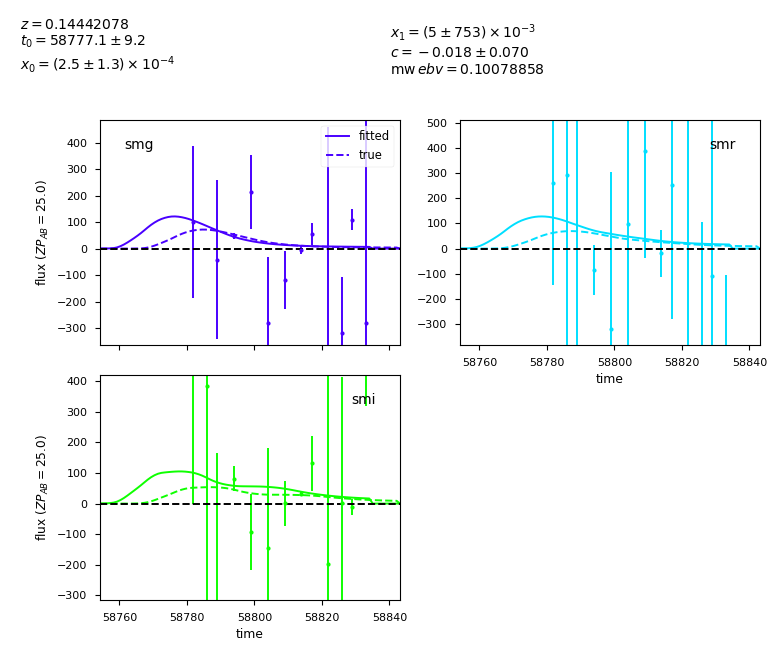 z = 0.14442078
t₀ = 58777.1 ± 9.2
x₀ = (2.5 ± 1.3) × 10⁻⁴
x₁ = (5 ± 753) × 10⁻³
c = −0.018 ± 0.070
mw ebv = 0.10078858
smg
fitted
true
400
300
200
100
0
−100
−200
−300
flux (ZP_AB = 25.0)
smr
500
400
300
200
100
0
−100
−200
−300
58760 58780 58800 58820 58840
time
smi
400
300
200
100
0
−100
−200
−300
flux (ZP_AB = 25.0)
58760 58780 58800 58820 58840
time